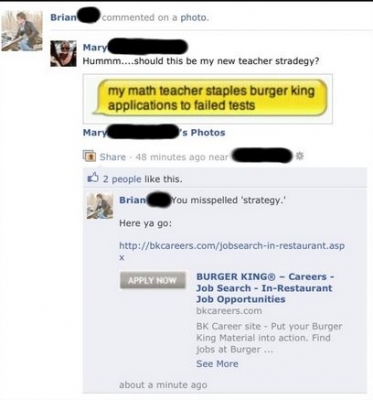 Brian commented on a photo.
Mary
Hummm....should this be my new teacher stradegy?
my math teacher staples burger king
applications to failed tests
Mary 's Photos
Share · 48 minutes ago near
2 people like this.
Brian You misspelled 'strategy.'
Here ya go:
http://bkcareers.com/jobsearch-in-restaurant.asp
x
APPLY NOW
BURGER KING® – Careers -
Job Search - In-Restaurant
Job Opportunities
bkcareers.com
BK Career site - Put your Burger
King Material into action. Find
jobs at Burger ...
See More
about a minute ago